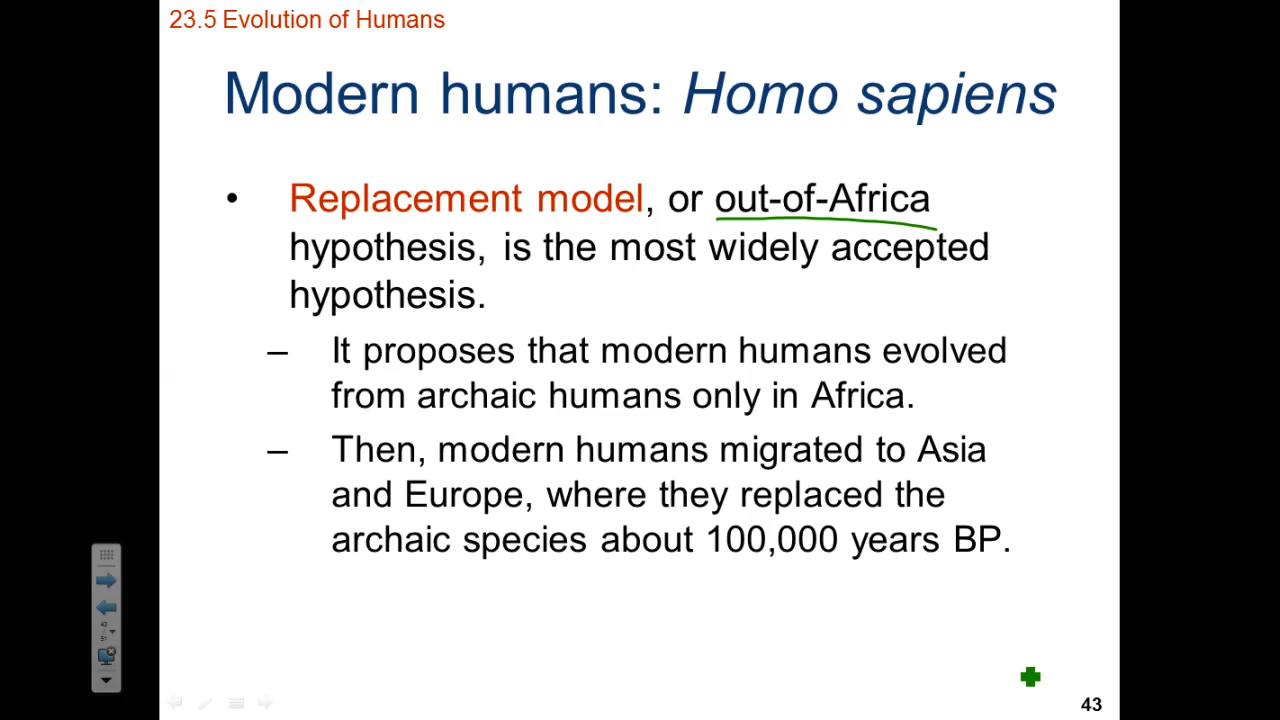 23.5 Evolution of Humans
Modern humans: Homo sapiens
• Replacement model, or out-of-Africa
hypothesis, is the most widely accepted
hypothesis.
– It proposes that modern humans evolved
from archaic humans only in Africa.
– Then, modern humans migrated to Asia
and Europe, where they replaced the
archaic species about 100,000 years BP.
43
51
43